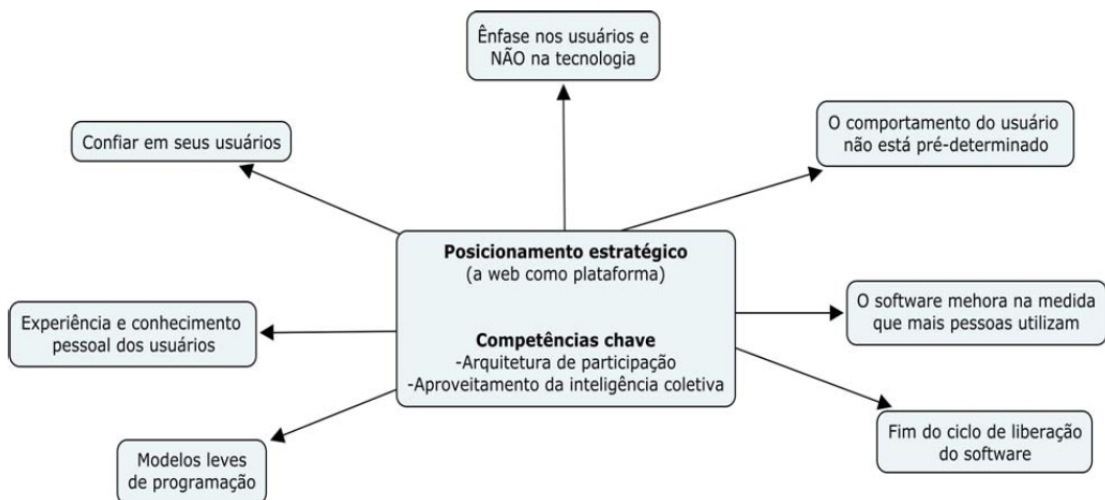 Ênfase nos usuários e
NÃO na tecnologia
Confiar em seus usuários
O comportamento do usuário
não está pré-determinado
Posicionamento estratégico
(a web como plataforma)
Competências chave
-Arquitetura de participação
-Aproveitamento da inteligência coletiva
Experiência e conhecimento
pessoal dos usuários
O software mehora na medida
que mais pessoas utilizam
Modelos leves
de programação
Fim do ciclo de liberação
do software